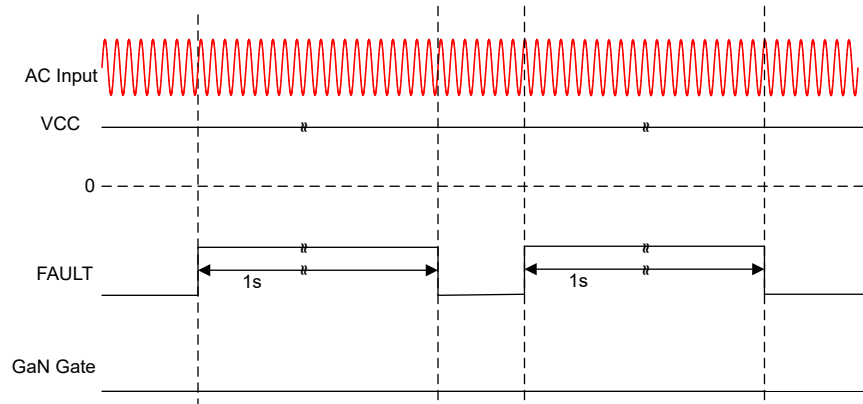 AC Input
VCC
0
FAULT
1s
1s
GaN Gate